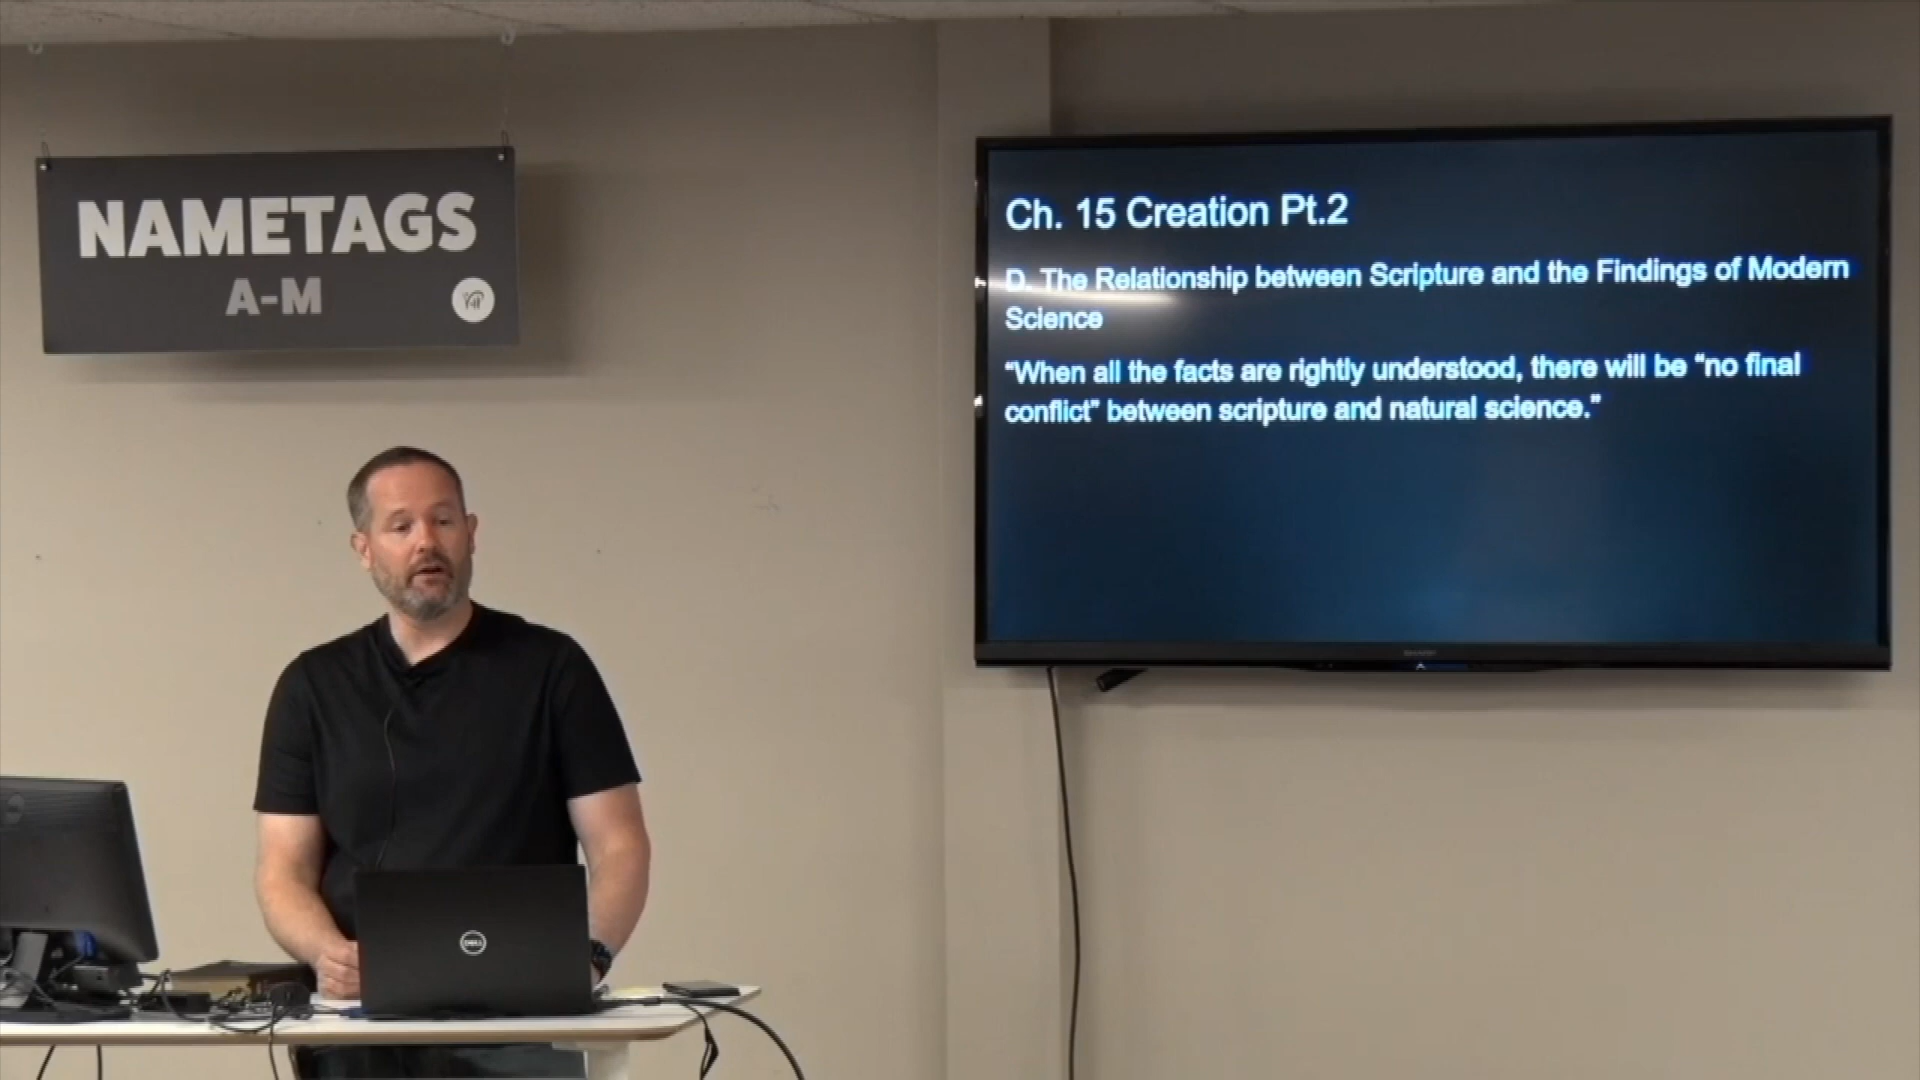 NAMETAGS
A-M
Ch. 15 Creation Pt.2
D. The Relationship between Scripture and the Findings of Modern
Science
“When all the facts are rightly understood, there will be “no final
conflict” between scripture and natural science.”
SHARP
DELL